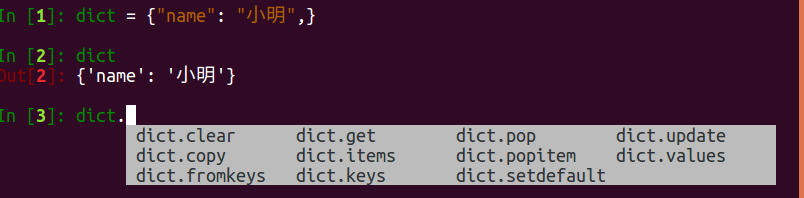 In [1]: dict = {"name": "小明",}
In [2]: dict
Out[2]: {'name': '小明'}
In [3]: dict.
dict.clear dict.get dict.pop dict.update
dict.copy dict.items dict.popitem dict.values
dict.fromkeys dict.keys dict.setdefault